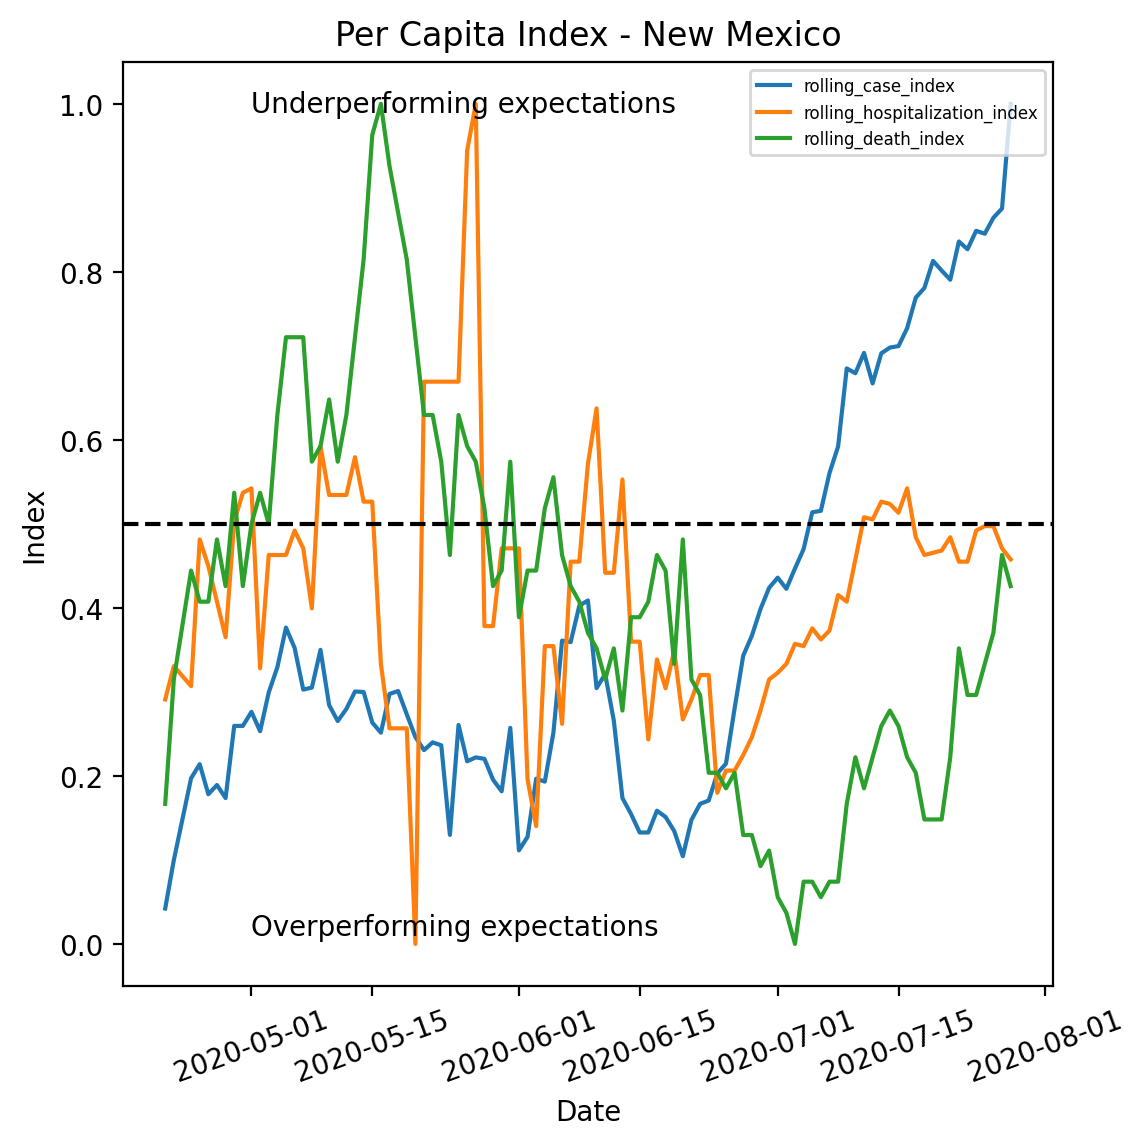 Per Capita Index - New Mexico
Underperforming expectations
rolling_case_index
rolling_hospitalization_index
rolling_death_index
1.0
0.8
0.6
0.4
0.2
0.0
Index
Overperforming expectations
2020-05-01
2020-05-15
2020-06-01
2020-06-15
2020-07-01
2020-07-15
2020-08-01
Date